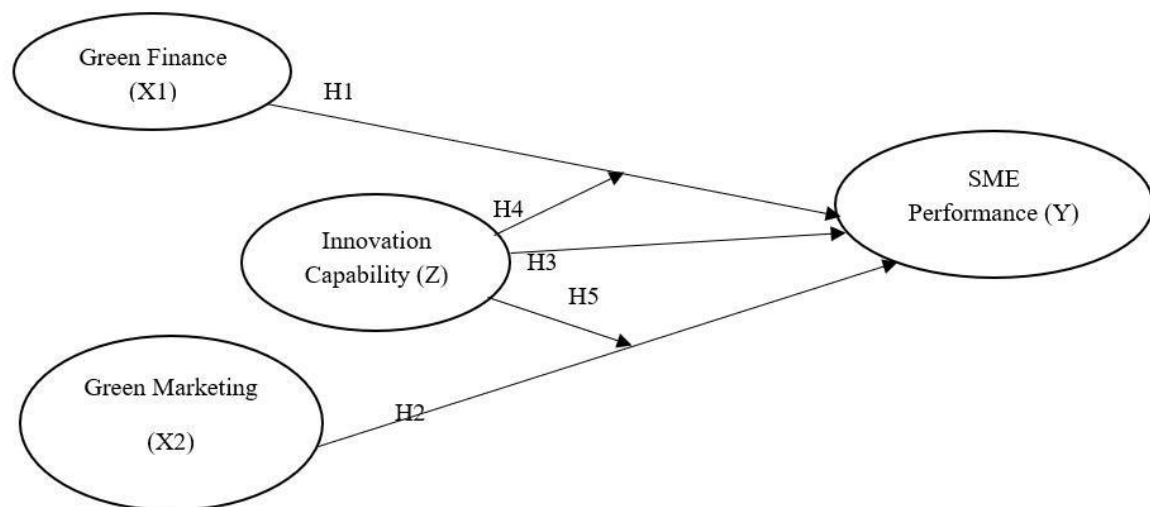 Green Finance
(X1)
H1
SME
Performance (Y)
H4
Innovation
Capability (Z)
H3
H5
Green Marketing
(X2)
H2